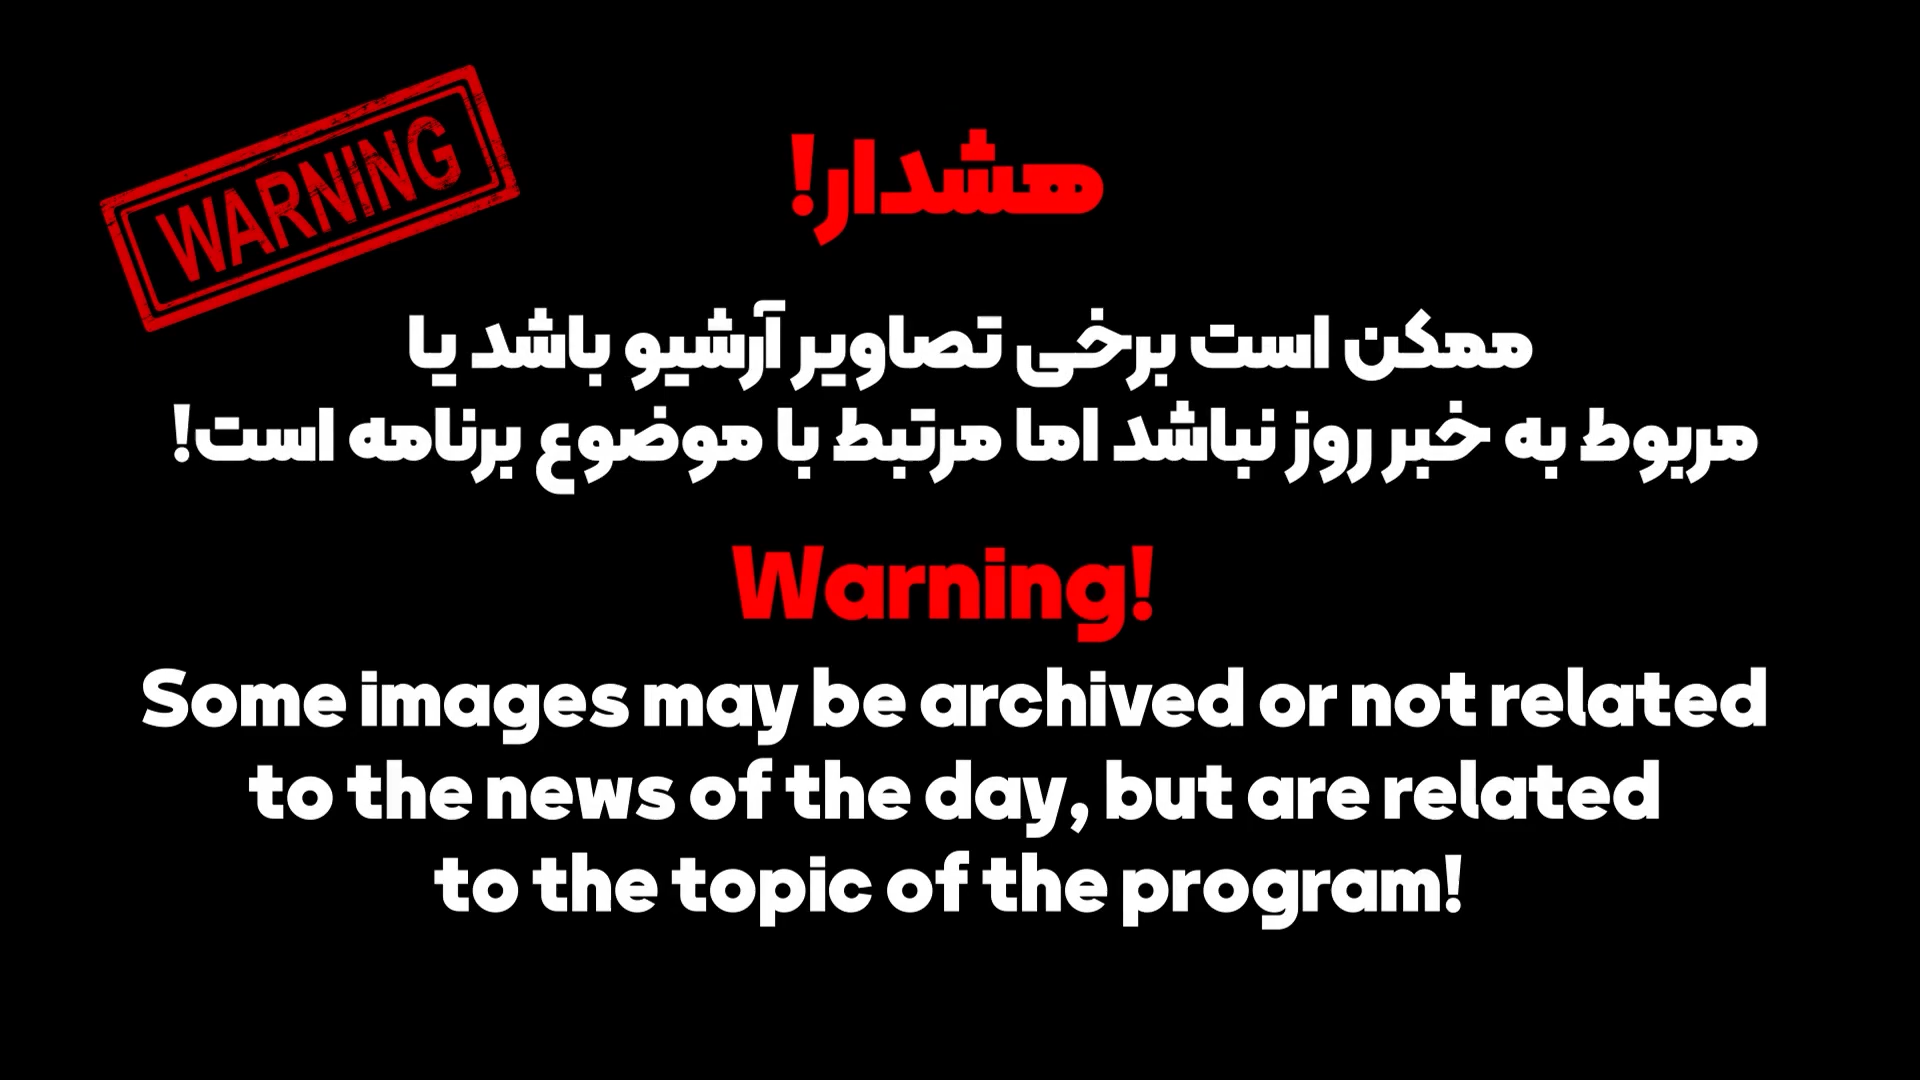 WARNING
هشدار!
ممکن است برخی تصاویر آرشیو باشد یا
مربوط به خبر روز نباشد اما مرتبط با موضوع برنامه است!
Warning!
Some images may be archived or not related
to the news of the day, but are related
to the topic of the program!